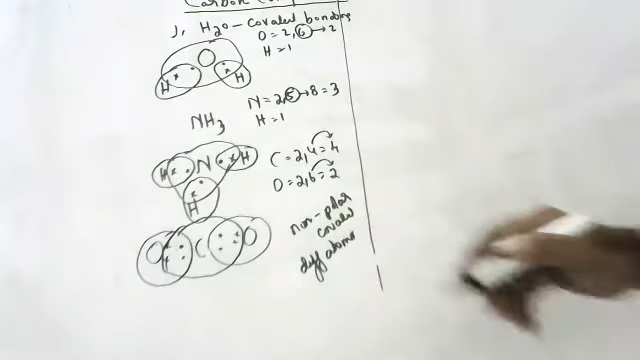 Carbon
1, H2O - Covalent bonding
O = 2, 6 → 2
H = 1
O
H H
N = 2, 5 → 8 = 3
H = 1
NH3
H N H
H
C = 2, 4 = 4
O = 2, 6 = 2
O C O
non-polar
covalent
diff atoms